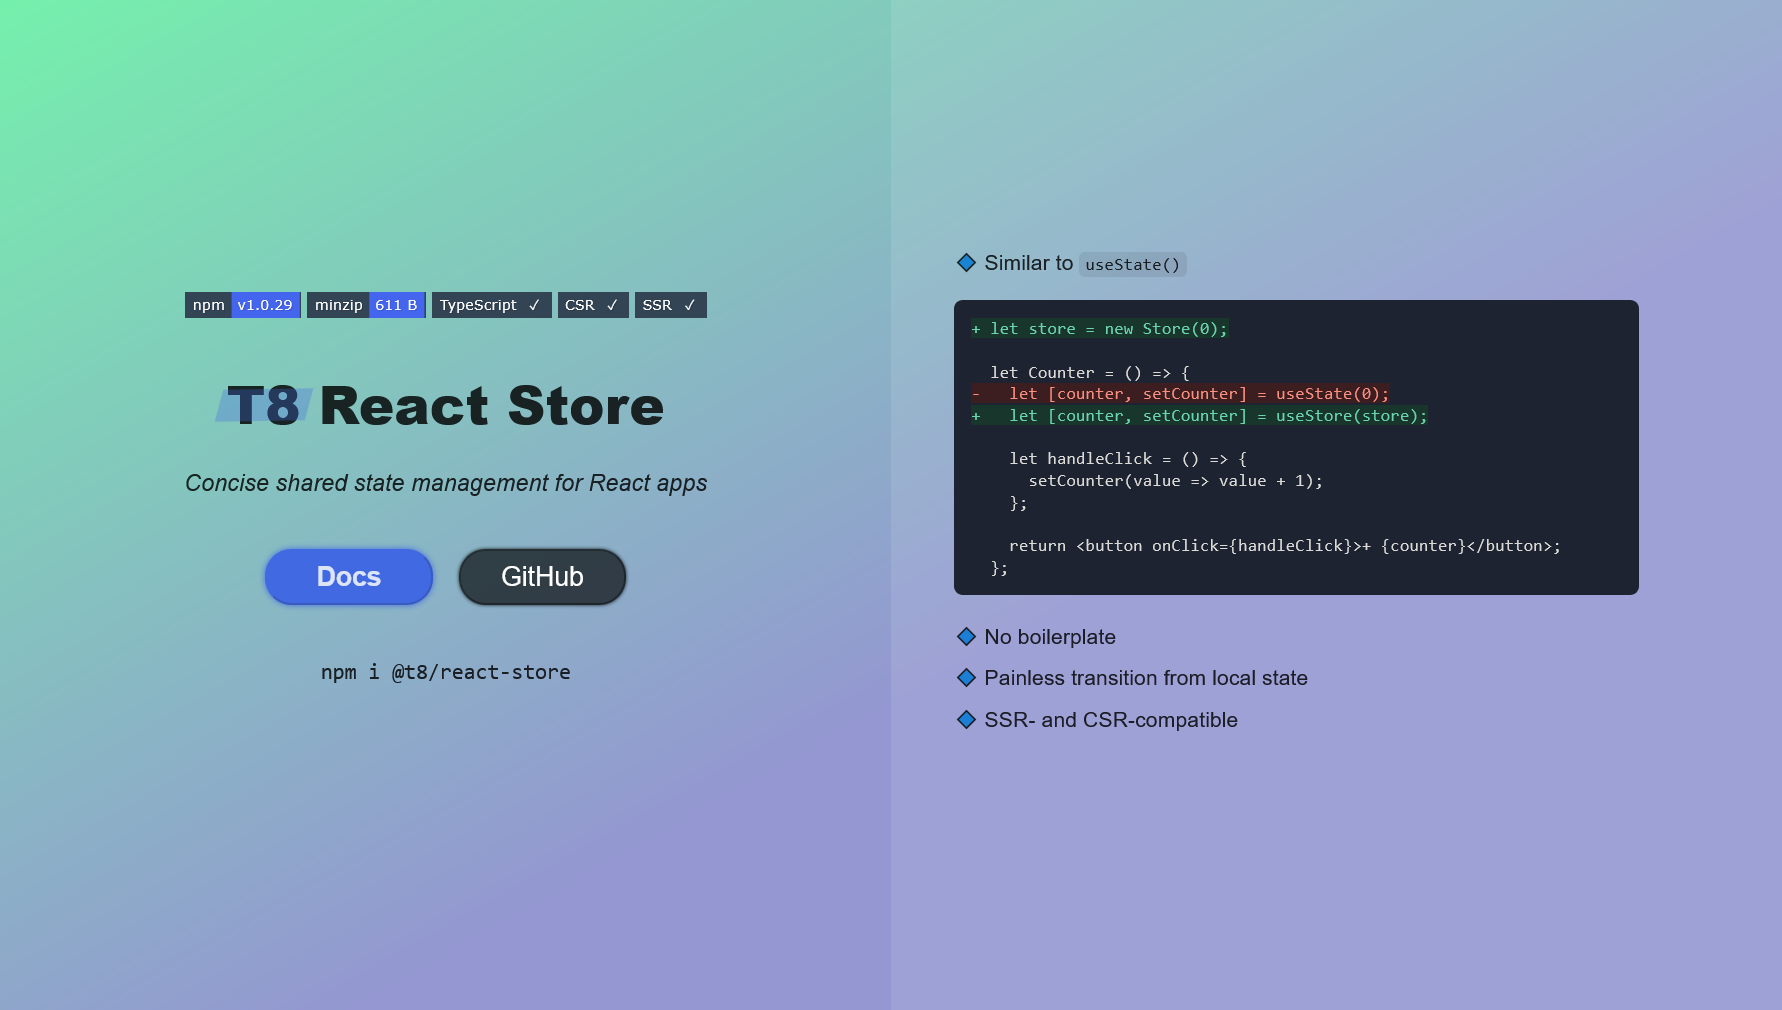 npm v1.0.29 minzip 611 B TypeScript ✓ CSR ✓ SSR ✓
T8 React Store
Concise shared state management for React apps
Docs GitHub
npm i @t8/react-store
Similar to useState()
+ let store = new Store(0);
  let Counter = () => {
-   let [counter, setCounter] = useState(0);
+   let [counter, setCounter] = useStore(store);
    let handleClick = () => {
      setCounter(value => value + 1);
    };
    return <button onClick={handleClick}>+ {counter}</button>;
  };
No boilerplate
Painless transition from local state
SSR- and CSR-compatible